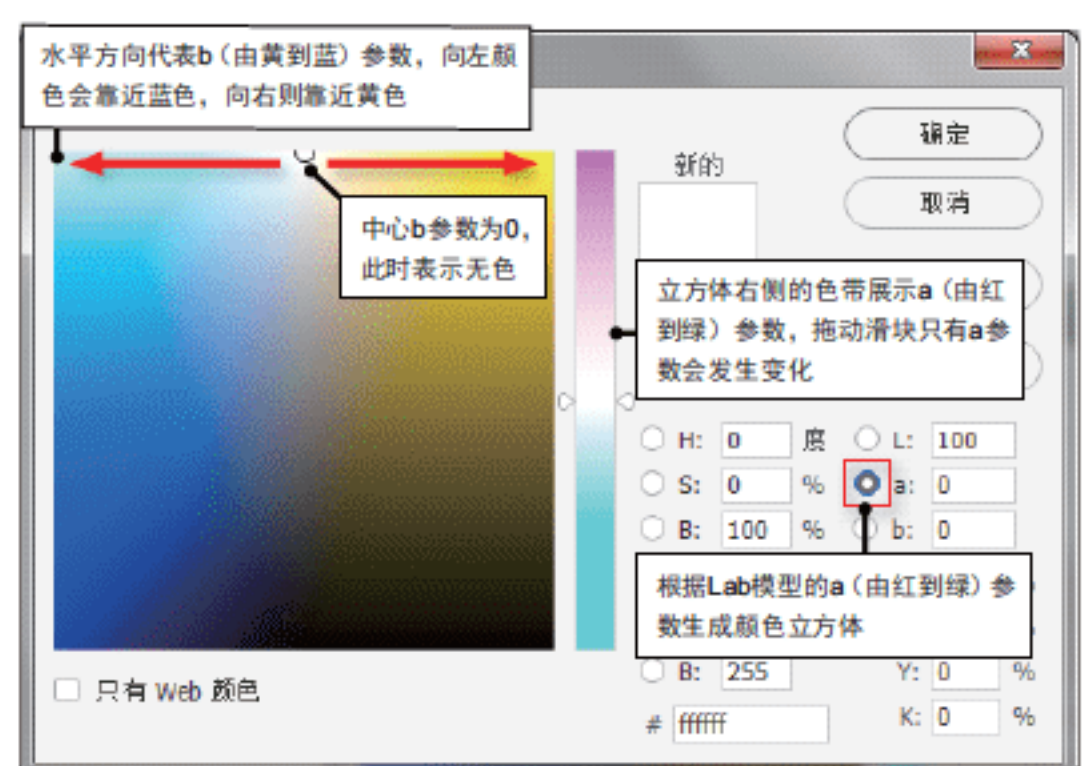 水平方向代表b（由黄到蓝）参数，向左颜
色会靠近蓝色，向右则靠近黄色
确定
新的
取消
中心b参数为0，
此时表示无色
立方体右侧的色带展示a（由红
到绿）参数，拖动滑块只有a参
数会发生变化
H: 0 度 L: 100
S: 0 % a: 0
B: 100 % b: 0
根据Lab模型的a（由红到绿）参
数生成颜色立方体
B: 255 Y: 0 %
只有 Web 颜色
# ffffff K: 0 %